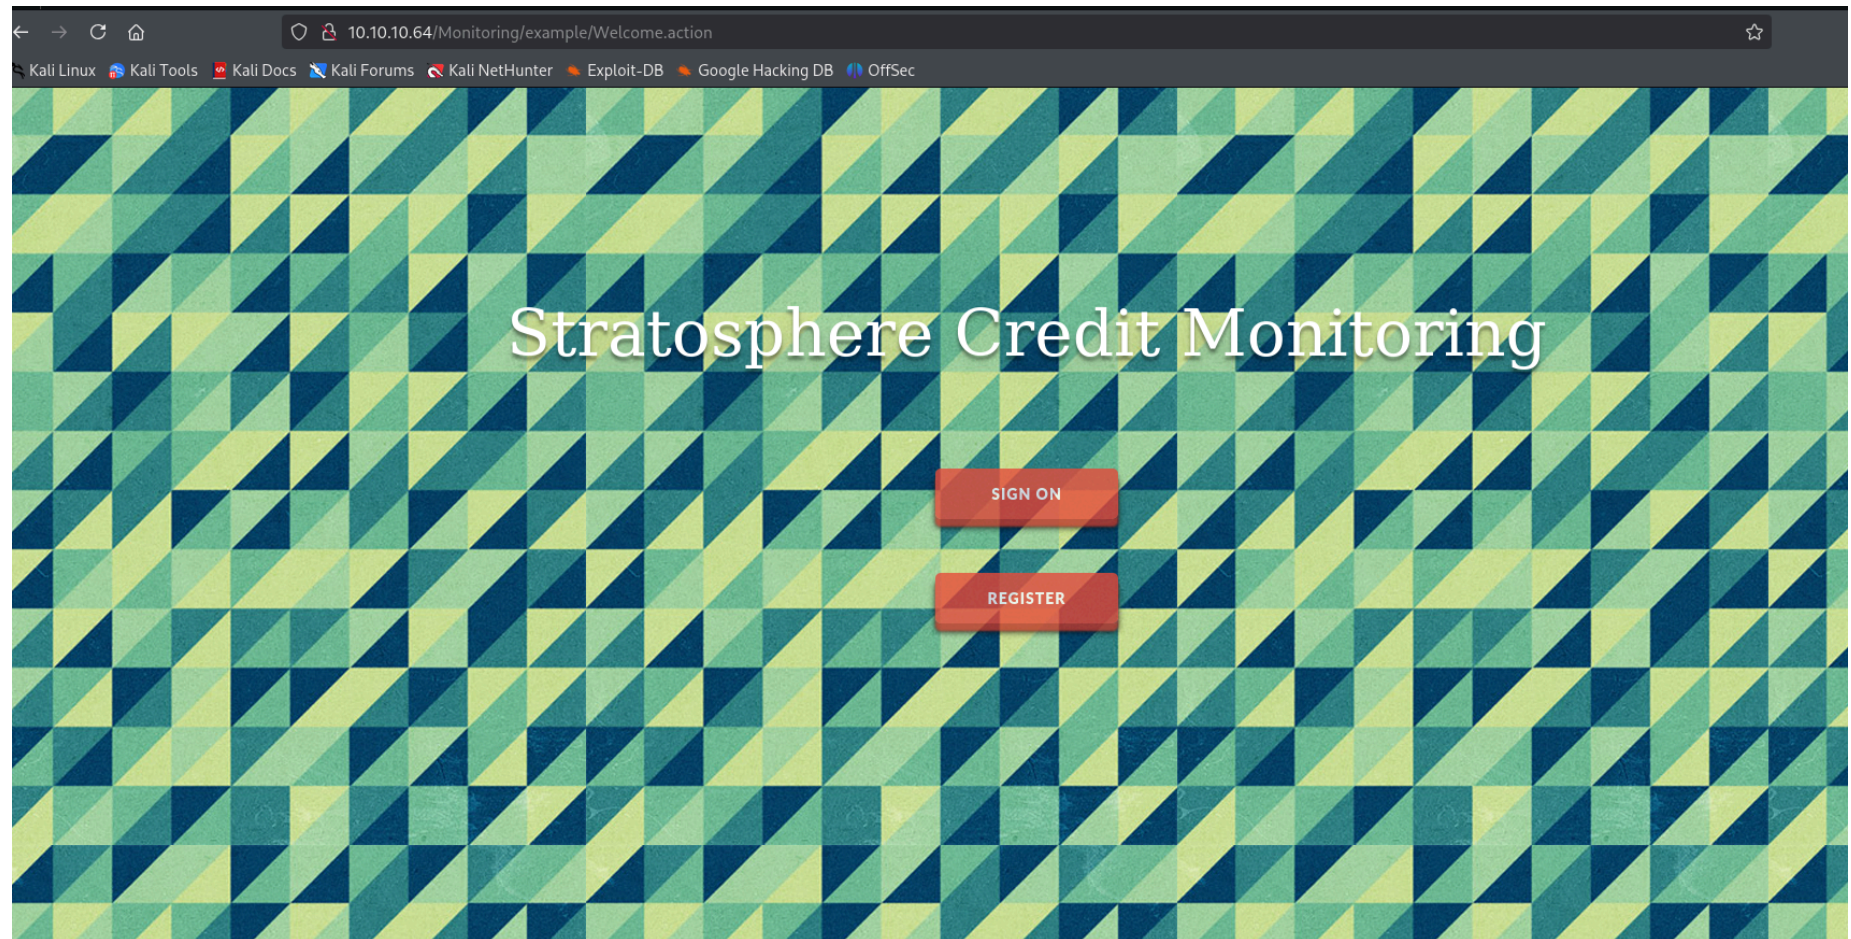 10.10.10.64/Monitoring/example/Welcome.action
Kali Linux Kali Tools Kali Docs Kali Forums Kali NetHunter Exploit-DB Google Hacking DB OffSec
Stratosphere Credit Monitoring
SIGN ON
REGISTER